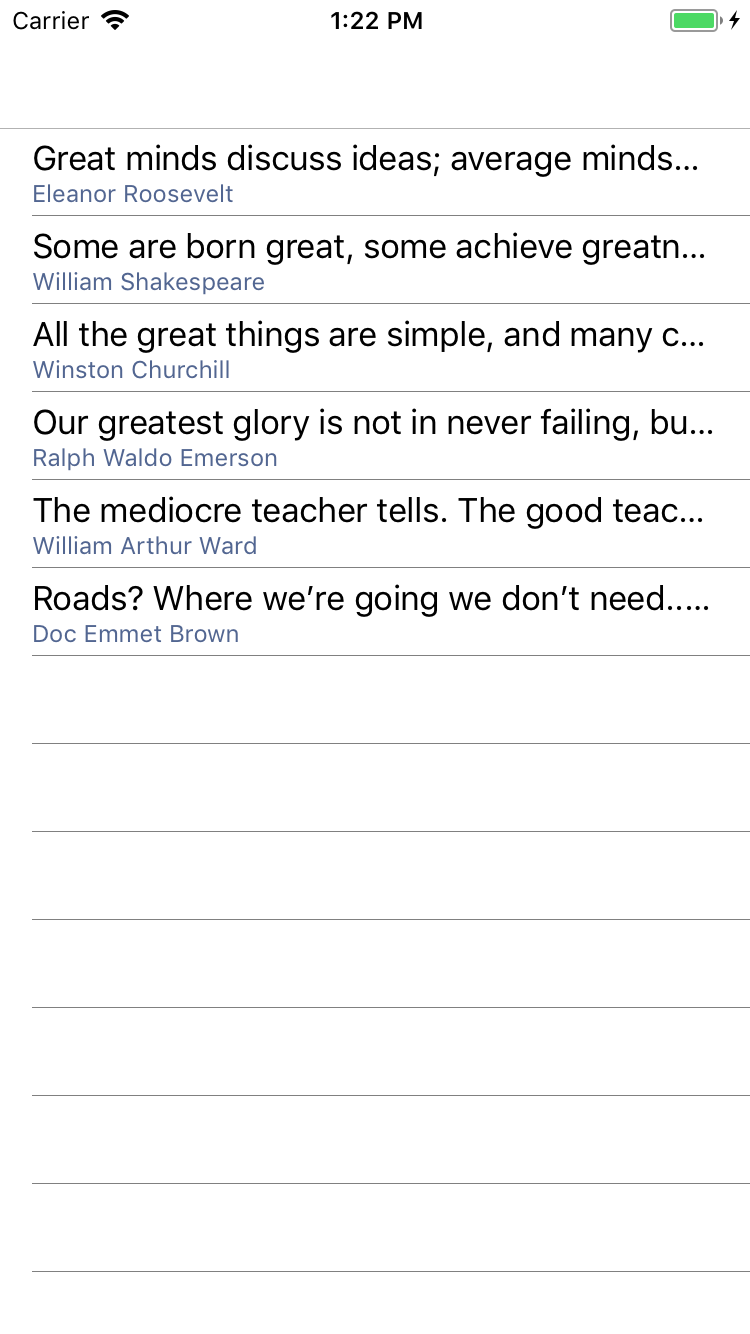 Carrier 1:22 PM
Great minds discuss ideas; average minds...
Eleanor Roosevelt
Some are born great, some achieve greatn...
William Shakespeare
All the great things are simple, and many c...
Winston Churchill
Our greatest glory is not in never failing, bu...
Ralph Waldo Emerson
The mediocre teacher tells. The good teac...
William Arthur Ward
Roads? Where we’re going we don’t need.....
Doc Emmet Brown